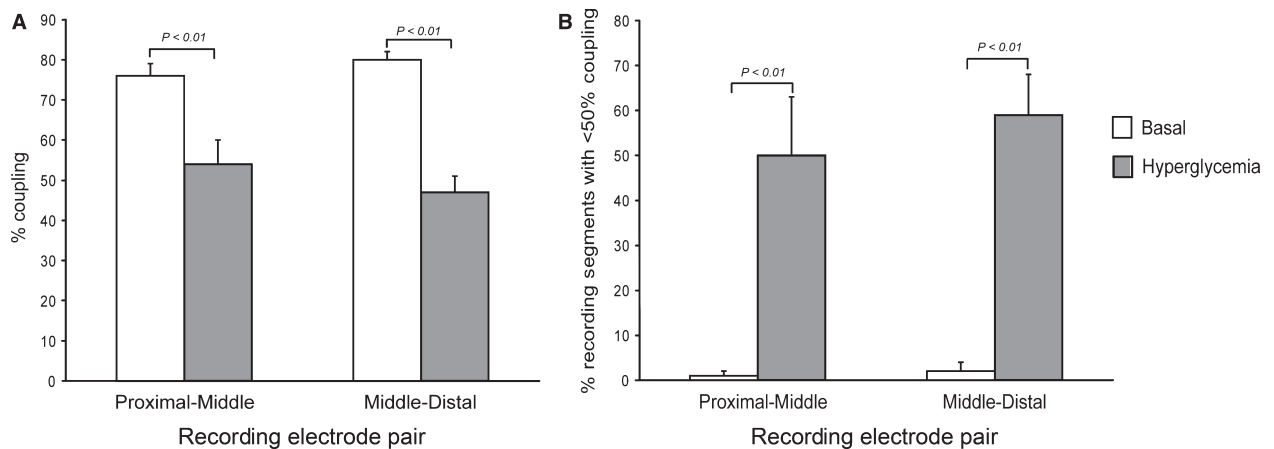 A
% coupling
90
80
70
60
50
40
30
20
10
0
P < 0.01
P < 0.01
Proximal-Middle
Middle-Distal
Recording electrode pair
B
% recording segments with <50% coupling
80
70
60
50
40
30
20
10
0
P < 0.01
P < 0.01
Proximal-Middle
Middle-Distal
Recording electrode pair
Basal
Hyperglycemia